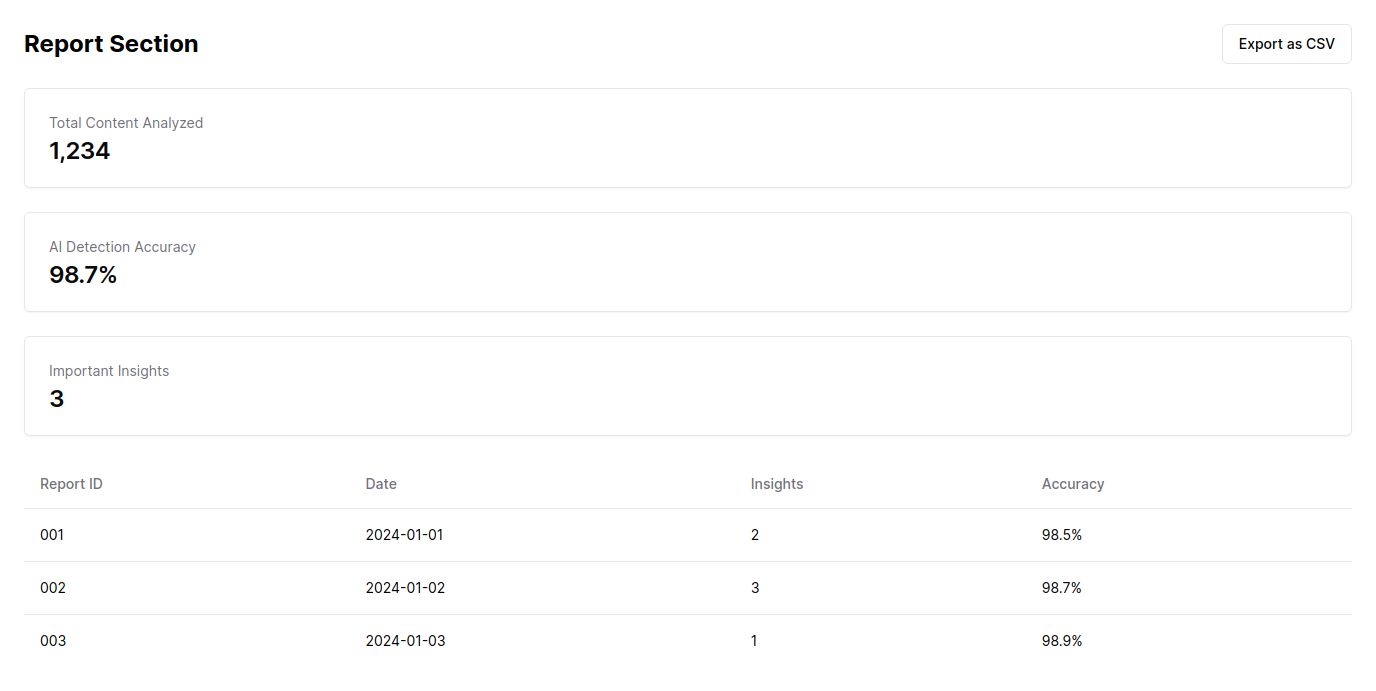 Report Section
Export as CSV
Total Content Analyzed
1,234
AI Detection Accuracy
98.7%
Important Insights
3
Report ID Date Insights Accuracy
001 2024-01-01 2 98.5%
002 2024-01-02 3 98.7%
003 2024-01-03 1 98.9%